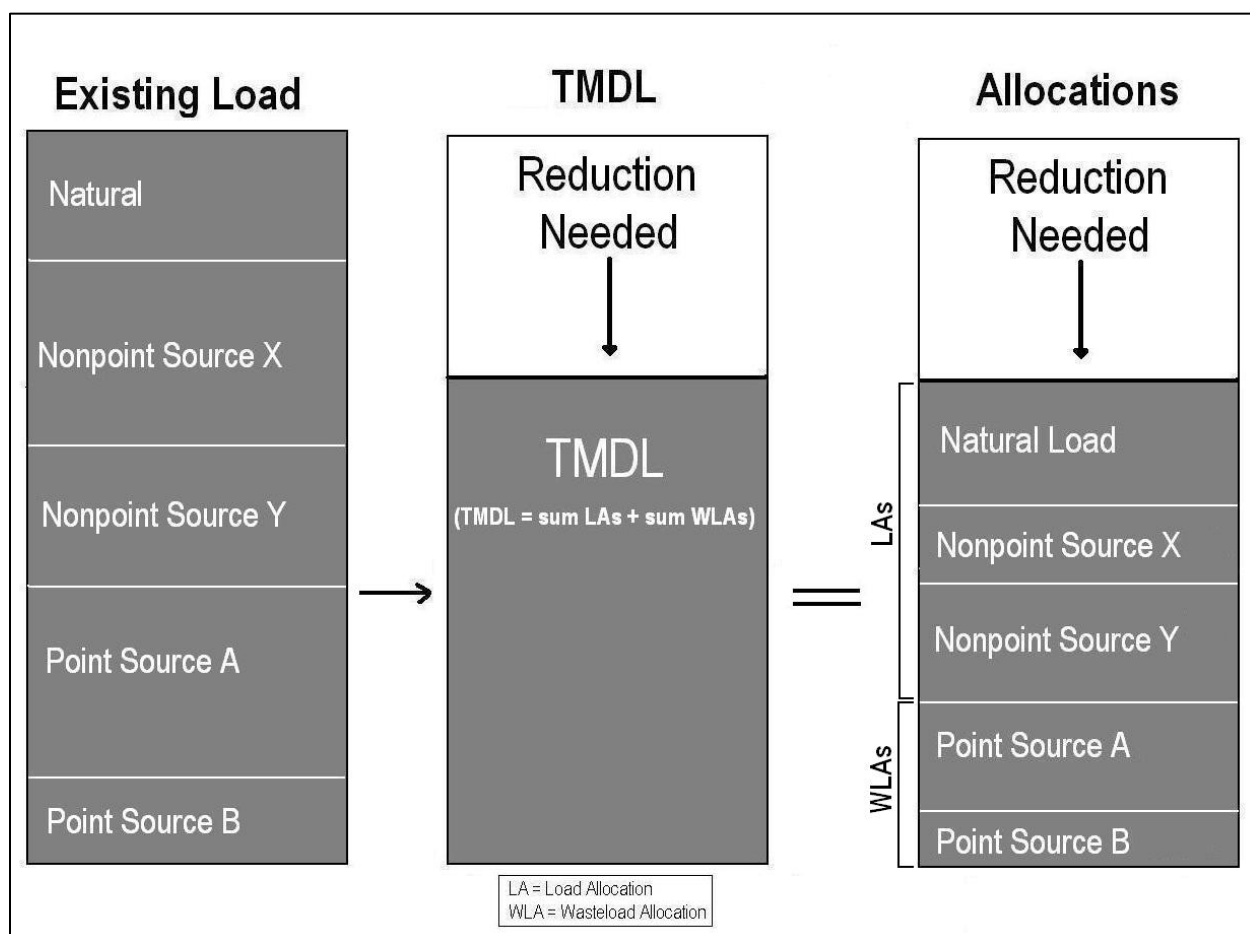 Existing Load
Natural
Nonpoint Source X
Nonpoint Source Y
Point Source A
Point Source B
TMDL
Reduction
Needed
TMDL
(TMDL = sum LAs + sum WLAs)
Allocations
Reduction
Needed
LAs
Natural Load
Nonpoint Source X
Nonpoint Source Y
WLAs
Point Source A
Point Source B
LA = Load Allocation
WLA = Wasteload Allocation